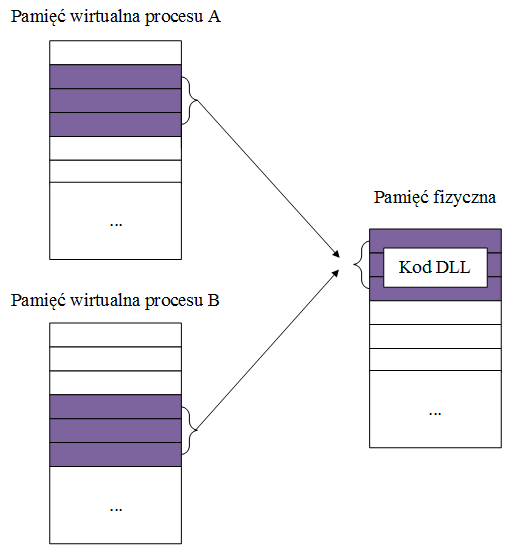 Pamięć wirtualna procesu A
...
Pamięć fizyczna
Kod DLL
...
Pamięć wirtualna procesu B
...